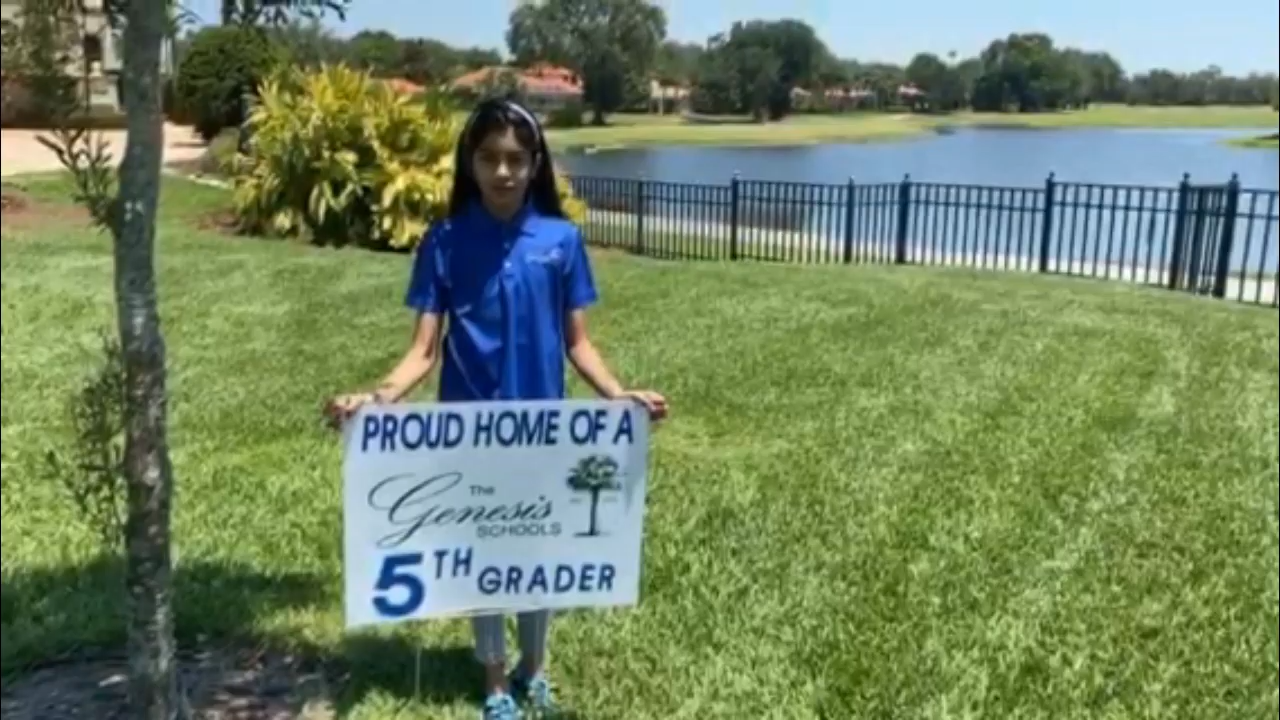 PROUD HOME OF A
The
Genesis
SCHOOLS
5TH GRADER